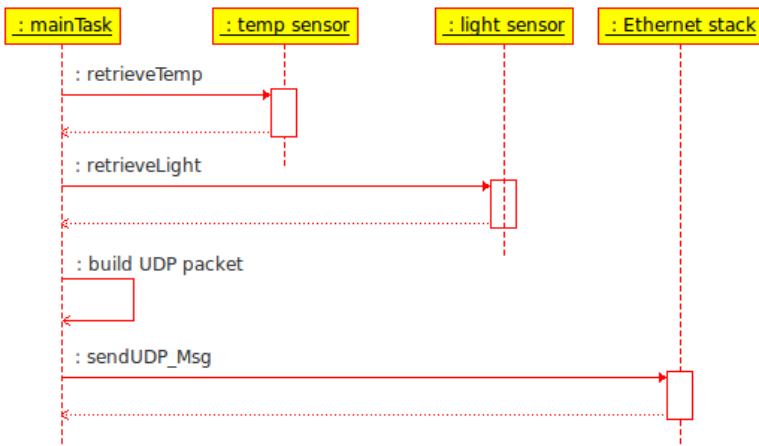 : mainTask
: temp sensor
: light sensor
: Ethernet stack
: retrieveTemp
: retrieveLight
: build UDP packet
: sendUDP_Msg